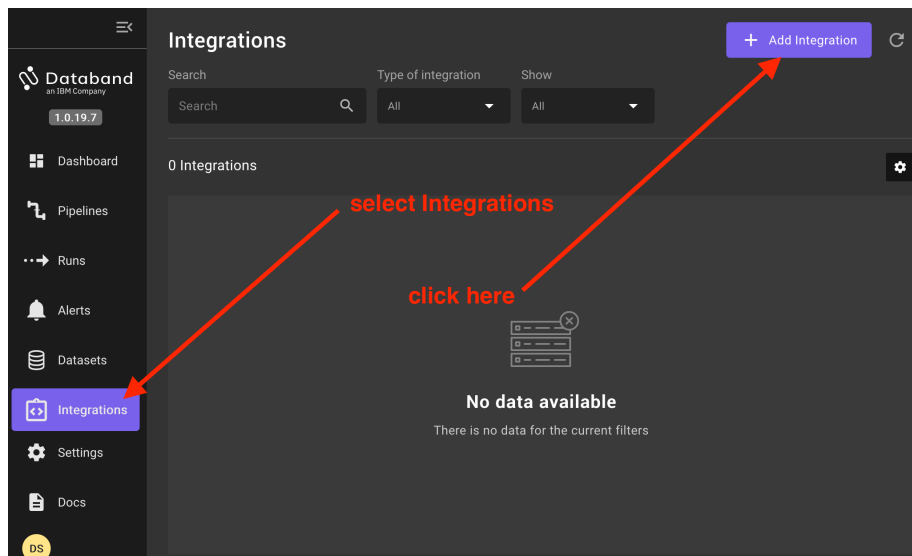 Databand
an IBM Company
1.0.19.7
Dashboard
Pipelines
Runs
Alerts
Datasets
Integrations
Settings
Docs
DS
Integrations
+ Add Integration
Search
Type of integration
Show
Search
All
All
0 Integrations
select Integrations
click here
No data available
There is no data for the current filters